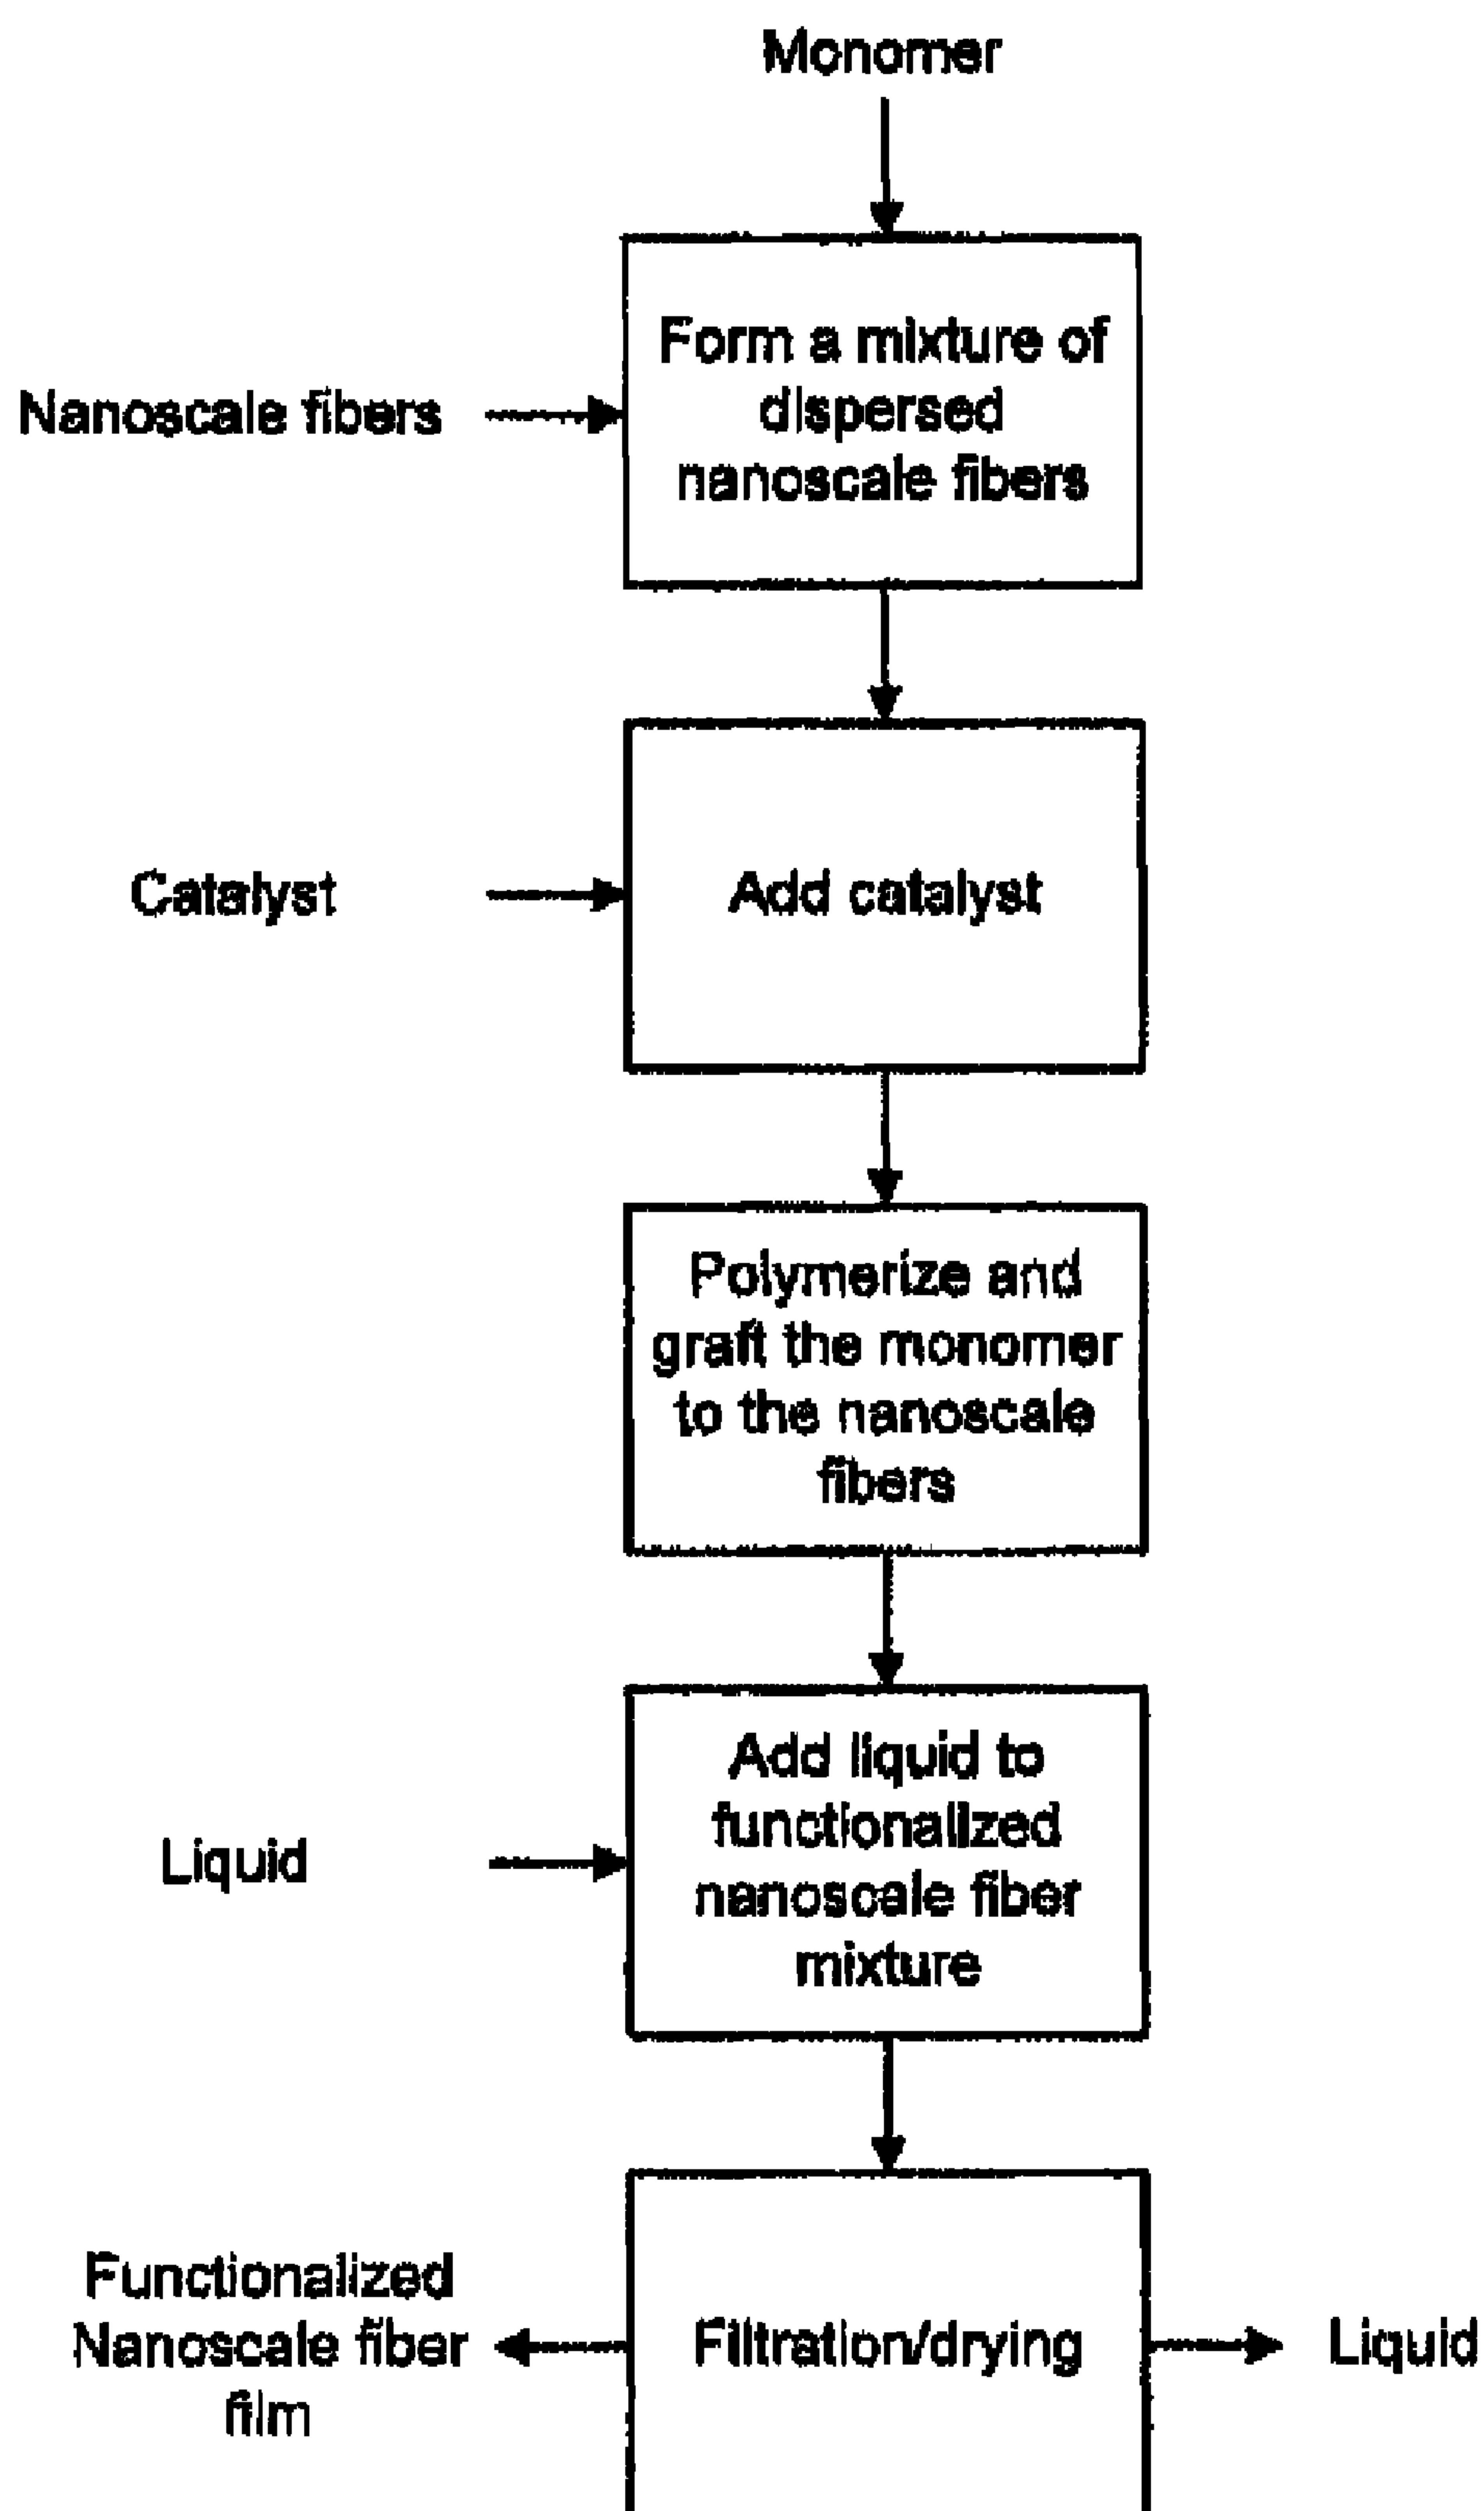 Monomer
Form a mixture of
dispersed
nanoscale fibers
Nanoscale fibers
Add catalyst
Catalyst
Polymerize and
graft the monomer
to the nanoscale
fibers
Add liquid to
functionalized
nanoscale fiber
mixture
Liquid
Functionalized
Nanoscale fiber
film
Filtration/drying
Liquid